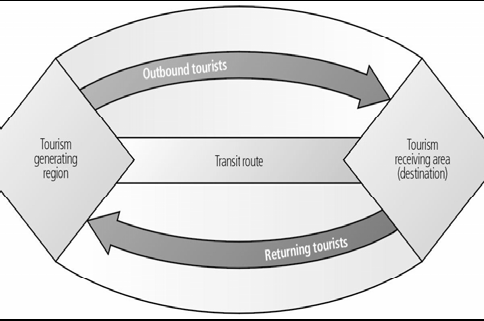 Outbound tourists
Tourism
generating
region
Transit route
Tourism
receiving area
(destination)
Returning tourists